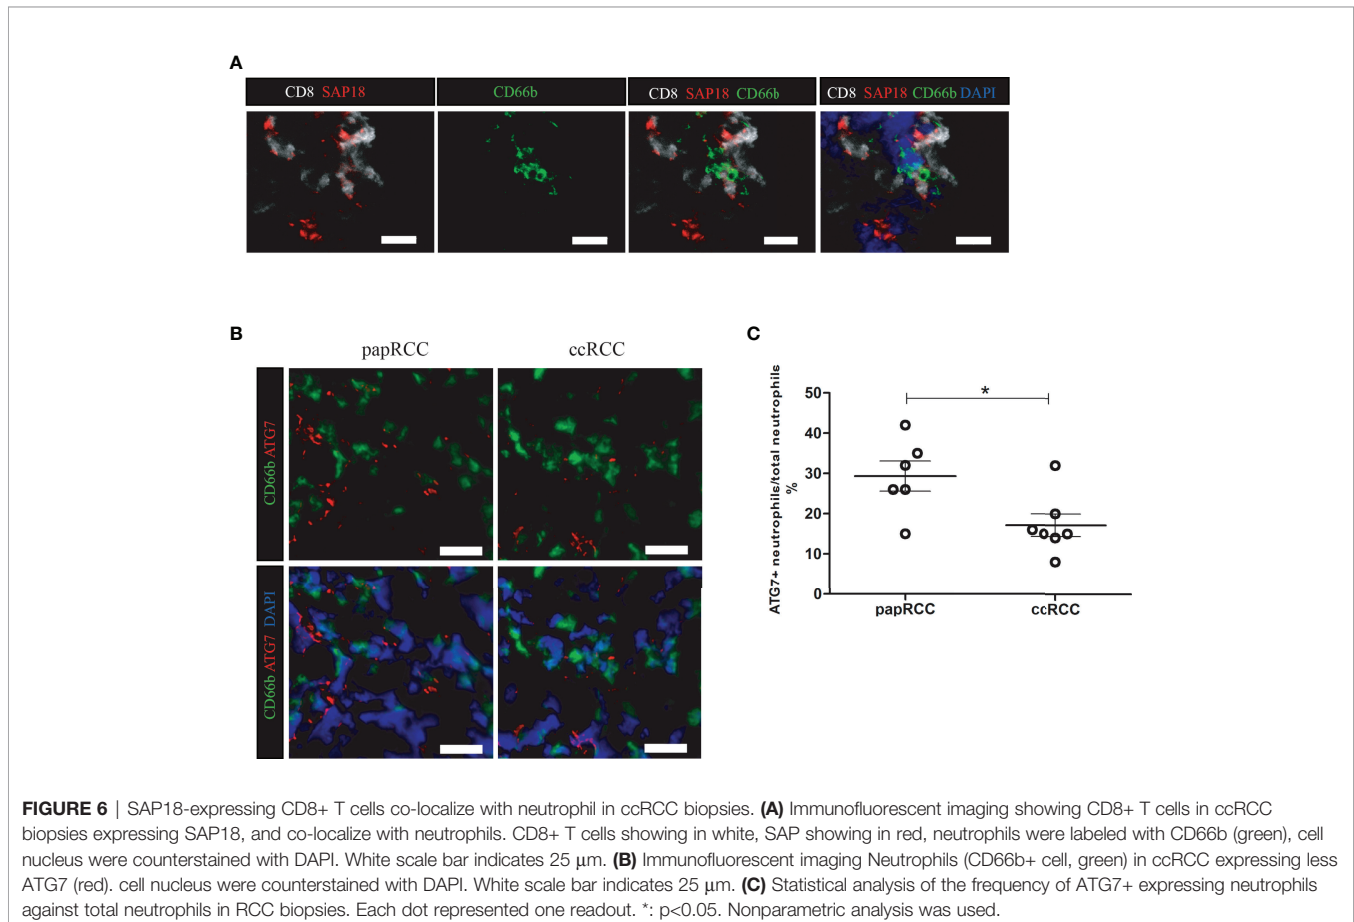 A
CD8 SAP18
CD66b
CD8 SAP18 CD66b
CD8 SAP18 CD66b DAPI
B
papRCC
ccRCC
CD66b ATG7
CD66b ATG7 DAPI
C
ATG7+ neutrophils/total neutrophils
%
*
50
40
30
20
10
0
papRCC
ccRCC
FIGURE 6 | SAP18-expressing CD8+ T cells co-localize with neutrophil in ccRCC biopsies. (A) Immunofluorescent imaging showing CD8+ T cells in ccRCC
biopsies expressing SAP18, and co-localize with neutrophils. CD8+ T cells showing in white, SAP showing in red, neutrophils were labeled with CD66b (green), cell
nucleus were counterstained with DAPI. White scale bar indicates 25 μm. (B) Immunofluorescent imaging Neutrophils (CD66b+ cell, green) in ccRCC expressing less
ATG7 (red). cell nucleus were counterstained with DAPI. White scale bar indicates 25 μm. (C) Statistical analysis of the frequency of ATG7+ expressing neutrophils
against total neutrophils in RCC biopsies. Each dot represented one readout. *: p<0.05. Nonparametric analysis was used.